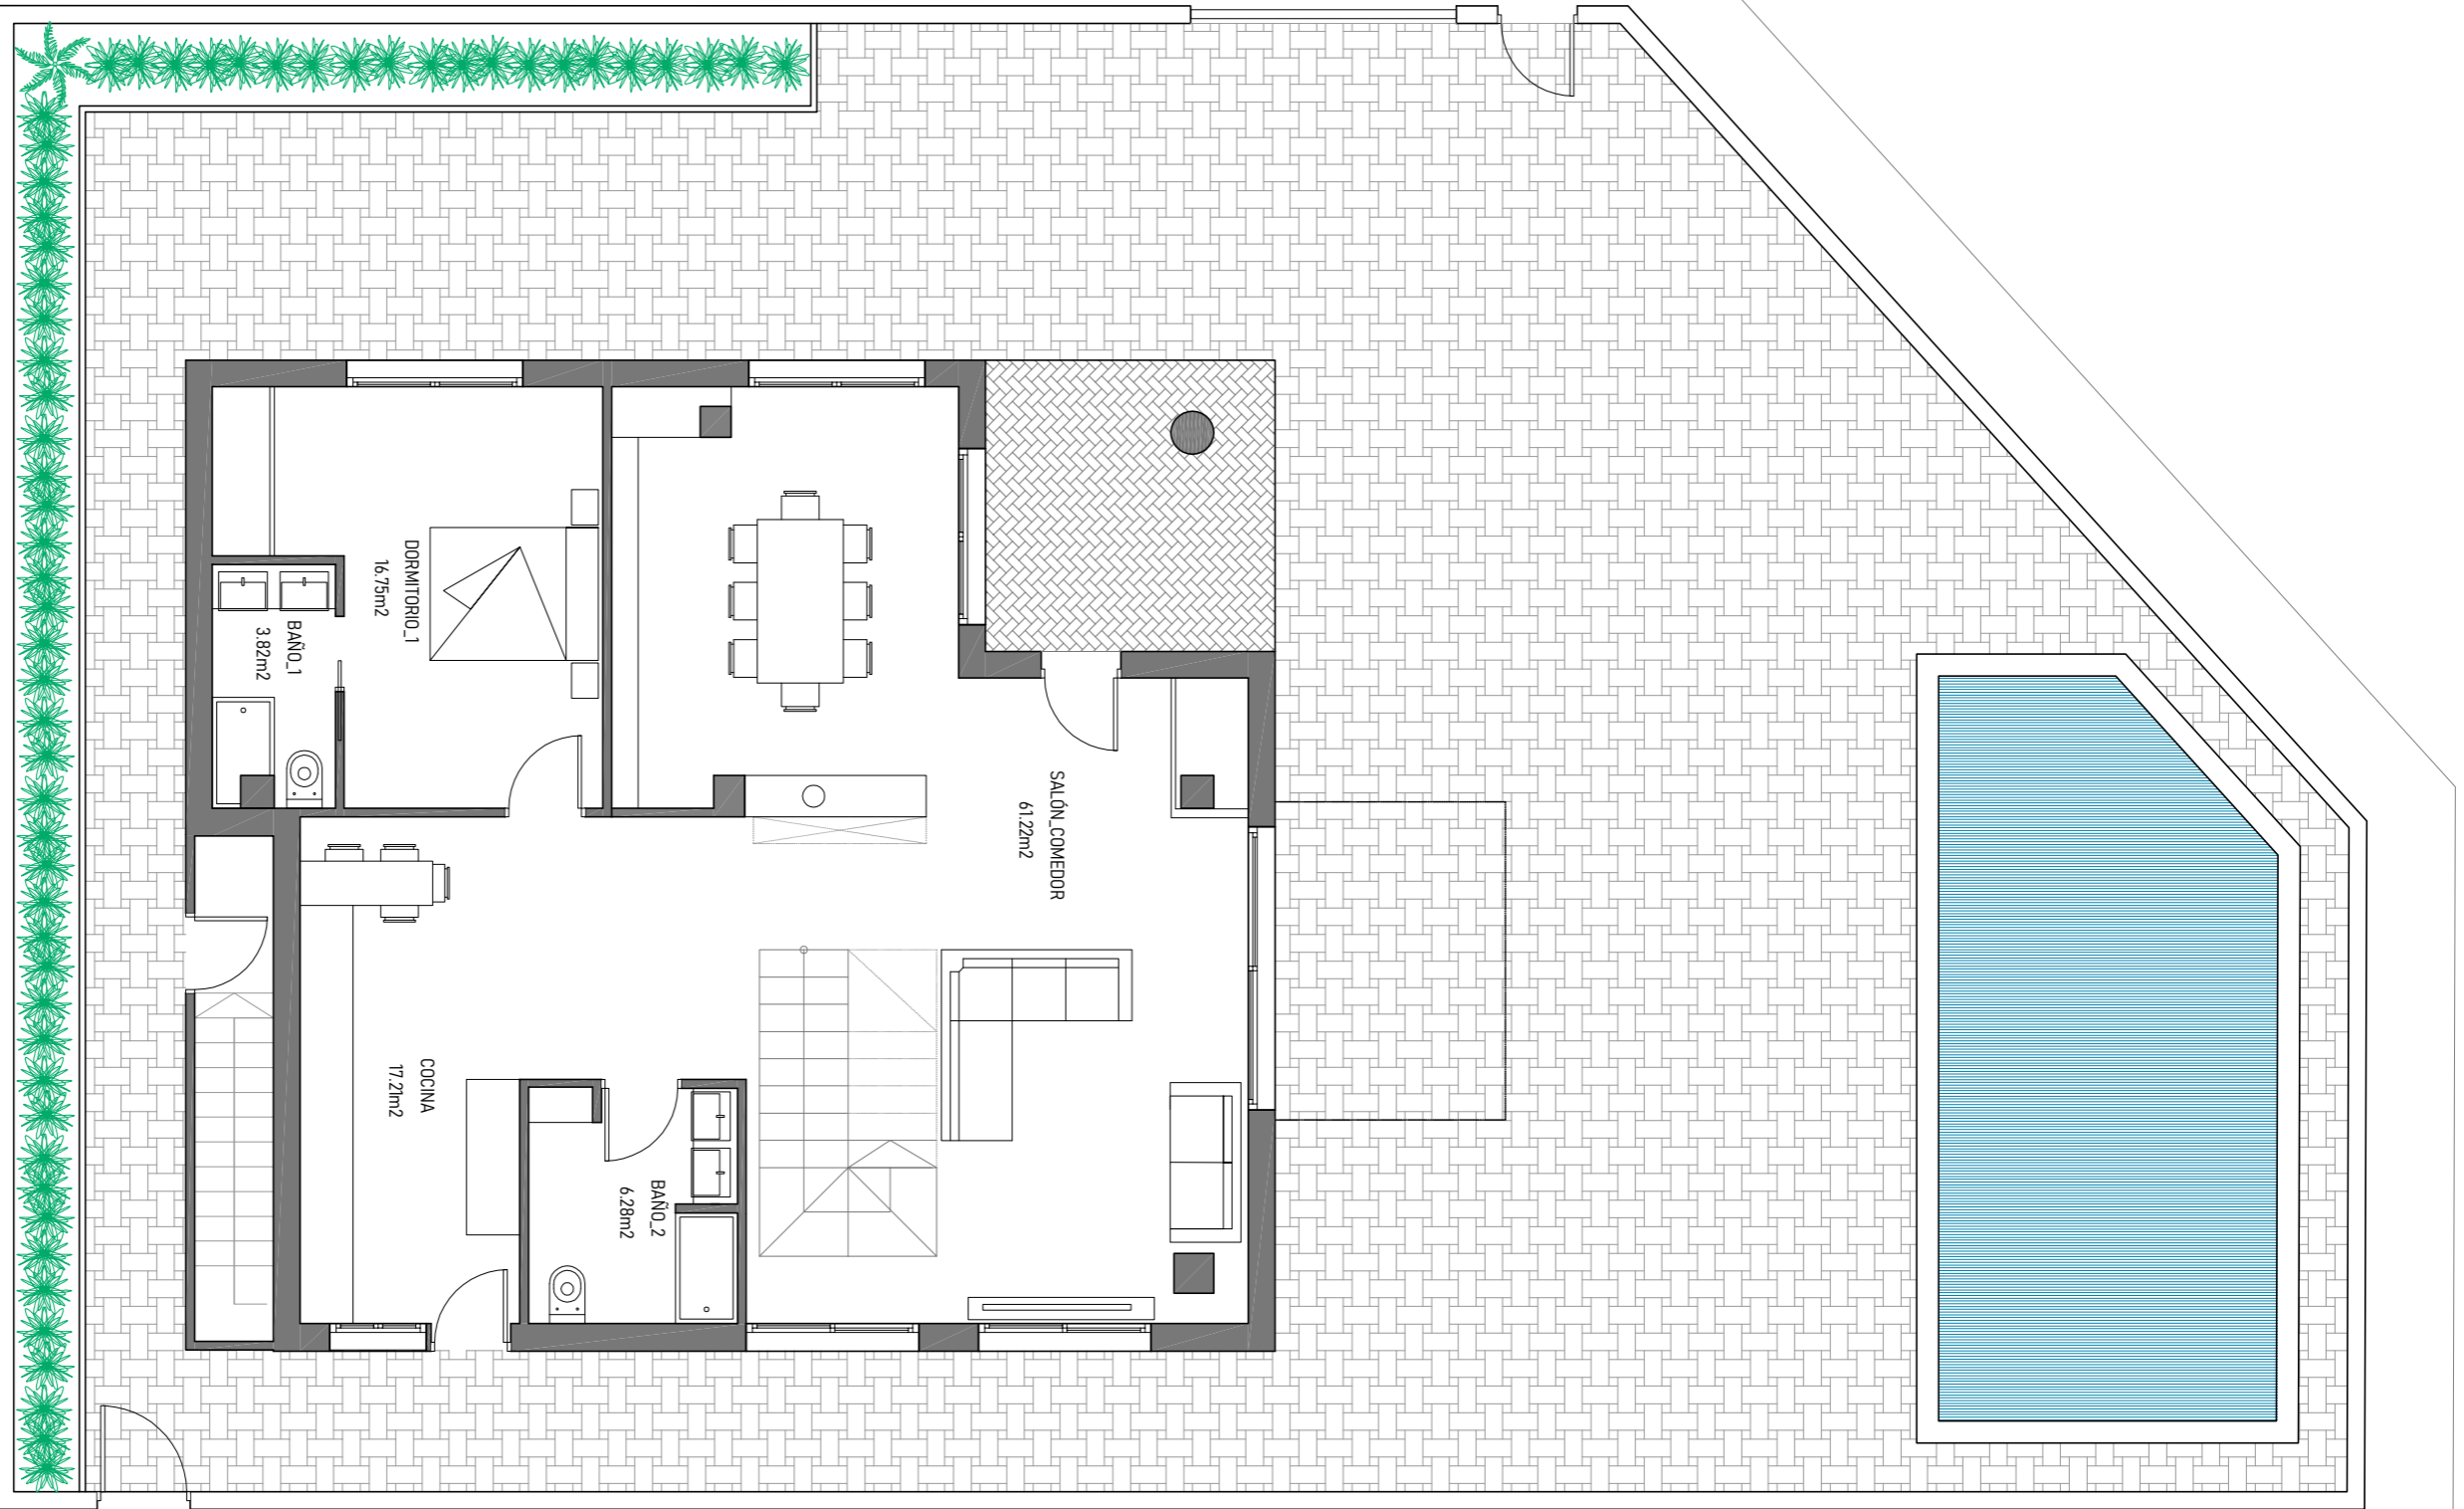 DORMITORIO_1
16.75m2
BAÑO_1
3.82m2
SALÓN_COMEDOR
61.22m2
COCINA
17.21m2
BAÑO_2
6.28m2